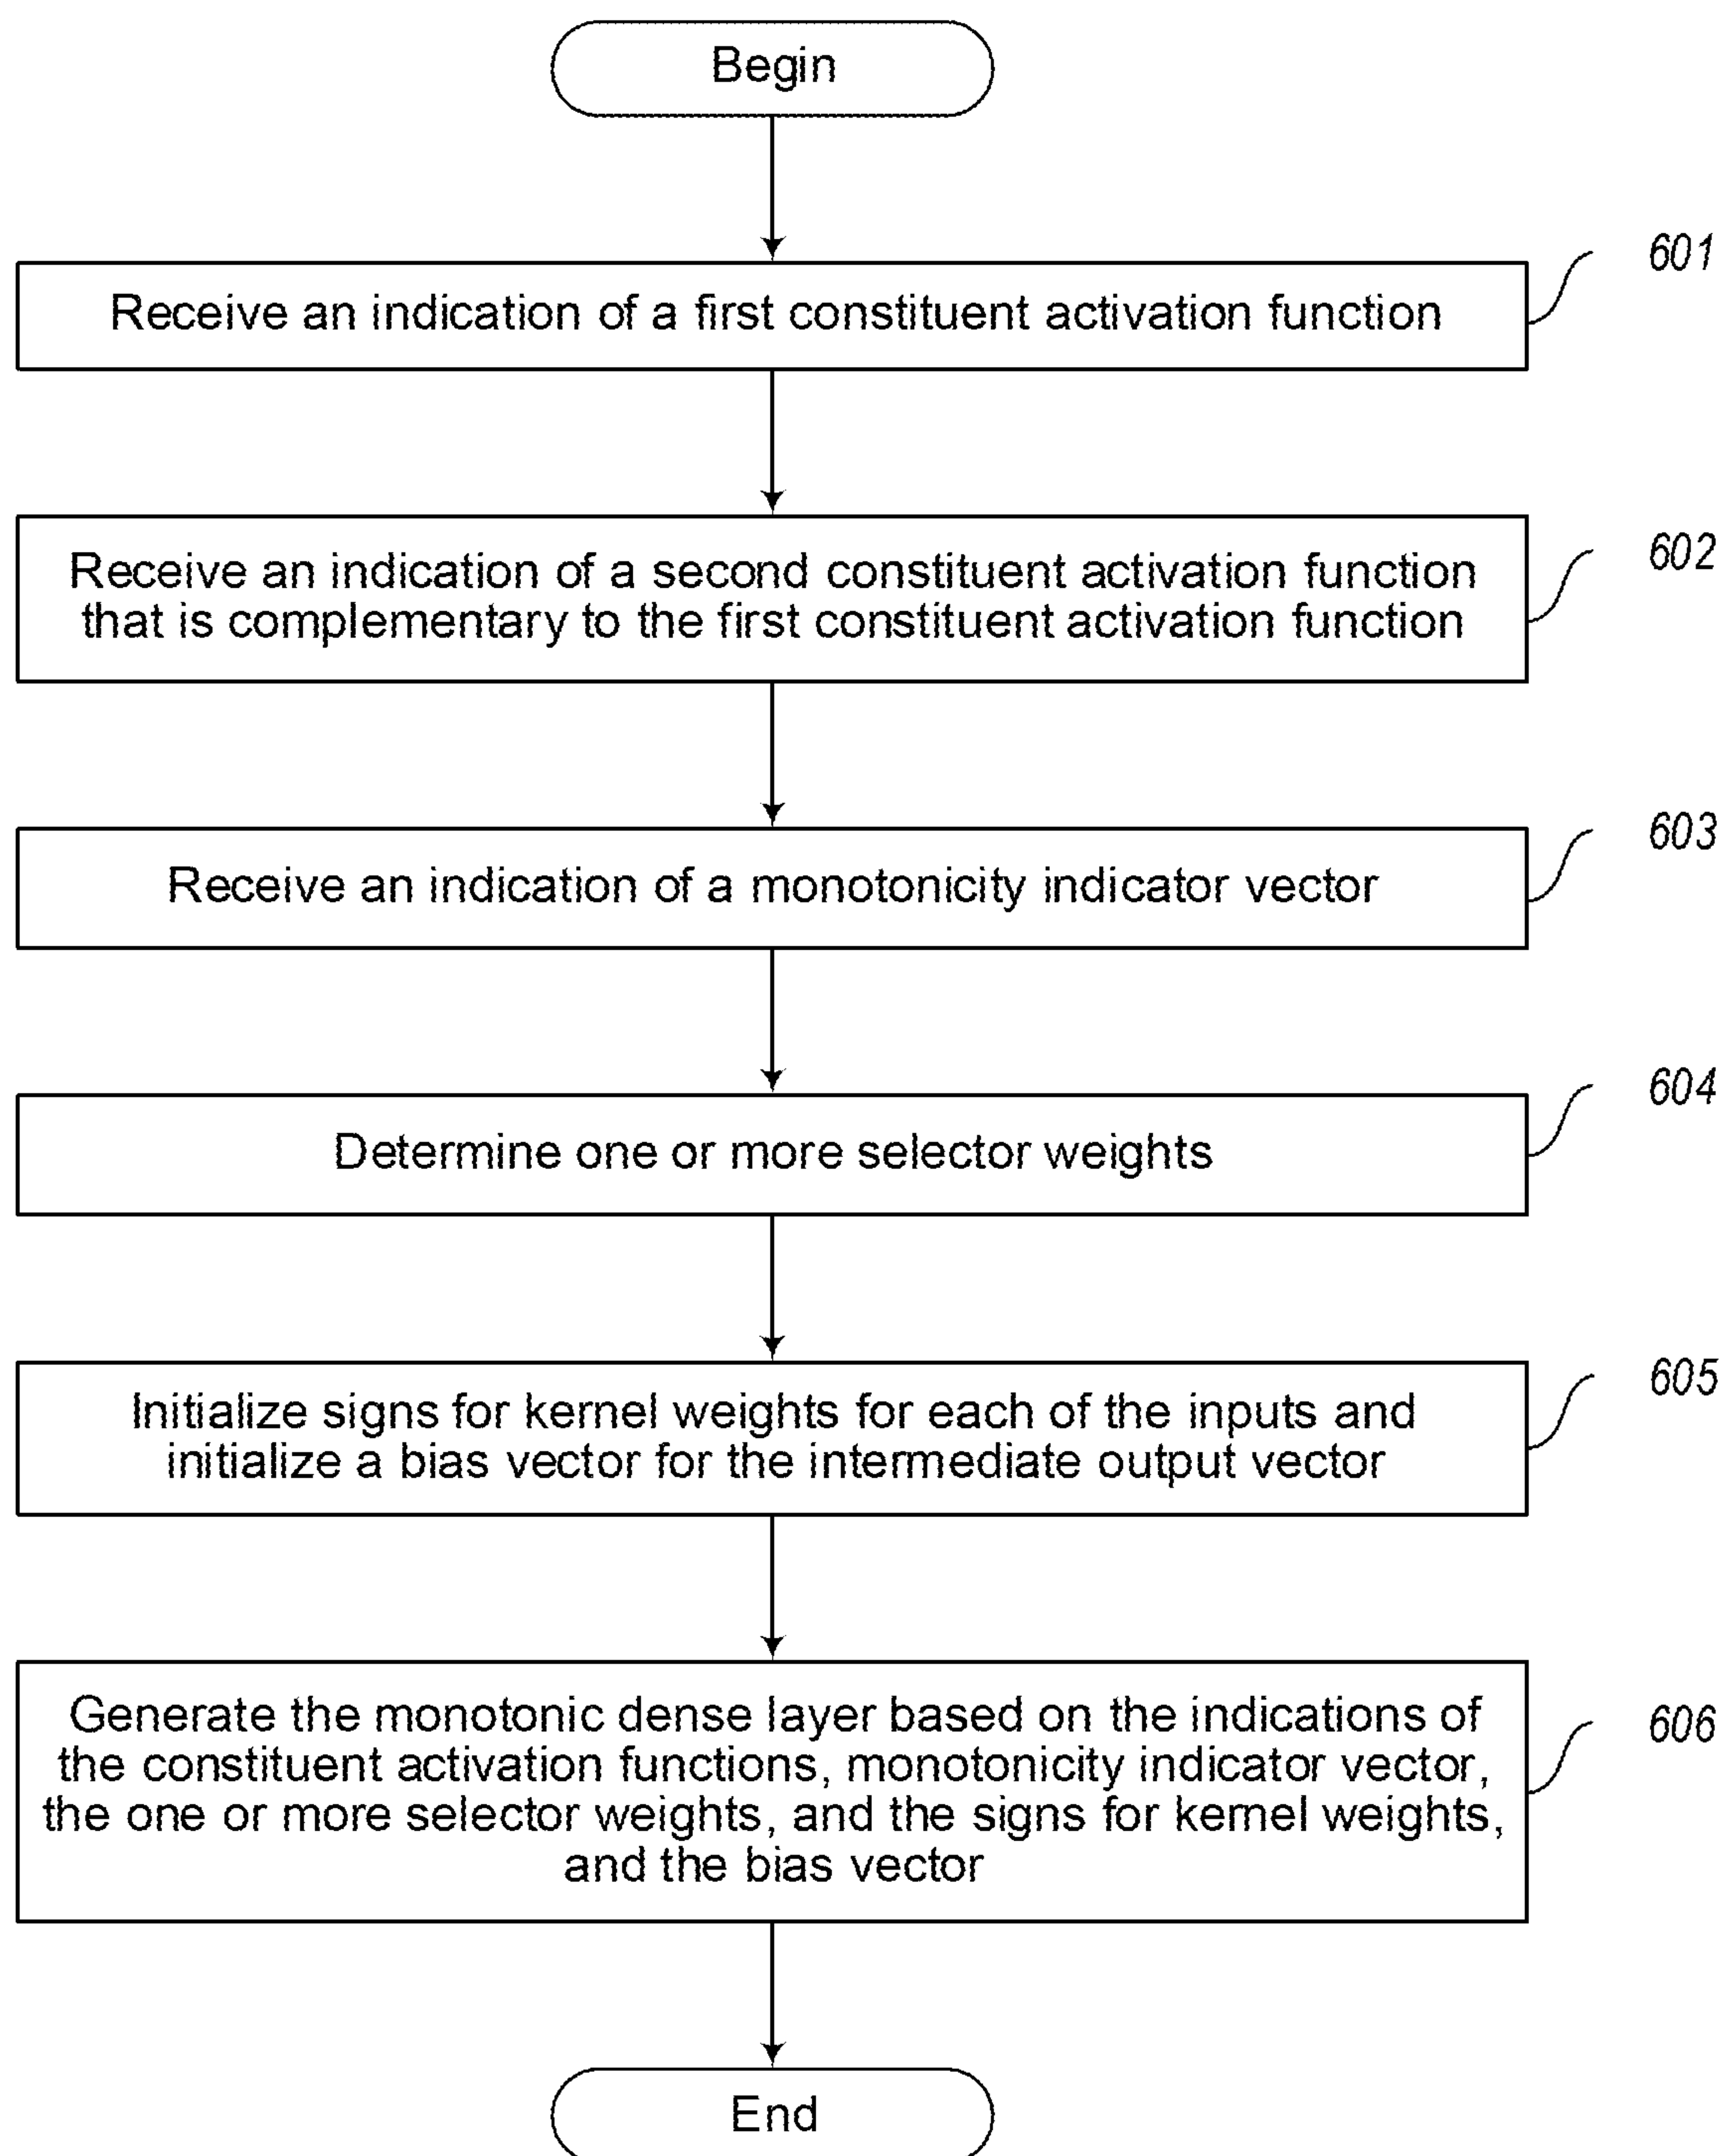 Begin
601
Receive an indication of a first constituent activation function
602
Receive an indication of a second constituent activation function
that is complementary to the first constituent activation function
603
Receive an indication of a monotonicity indicator vector
604
Determine one or more selector weights
605
Initialize signs for kernel weights for each of the inputs and
initialize a bias vector for the intermediate output vector
606
Generate the monotonic dense layer based on the indications of
the constituent activation functions, monotonicity indicator vector,
the one or more selector weights, and the signs for kernel weights,
and the bias vector
End